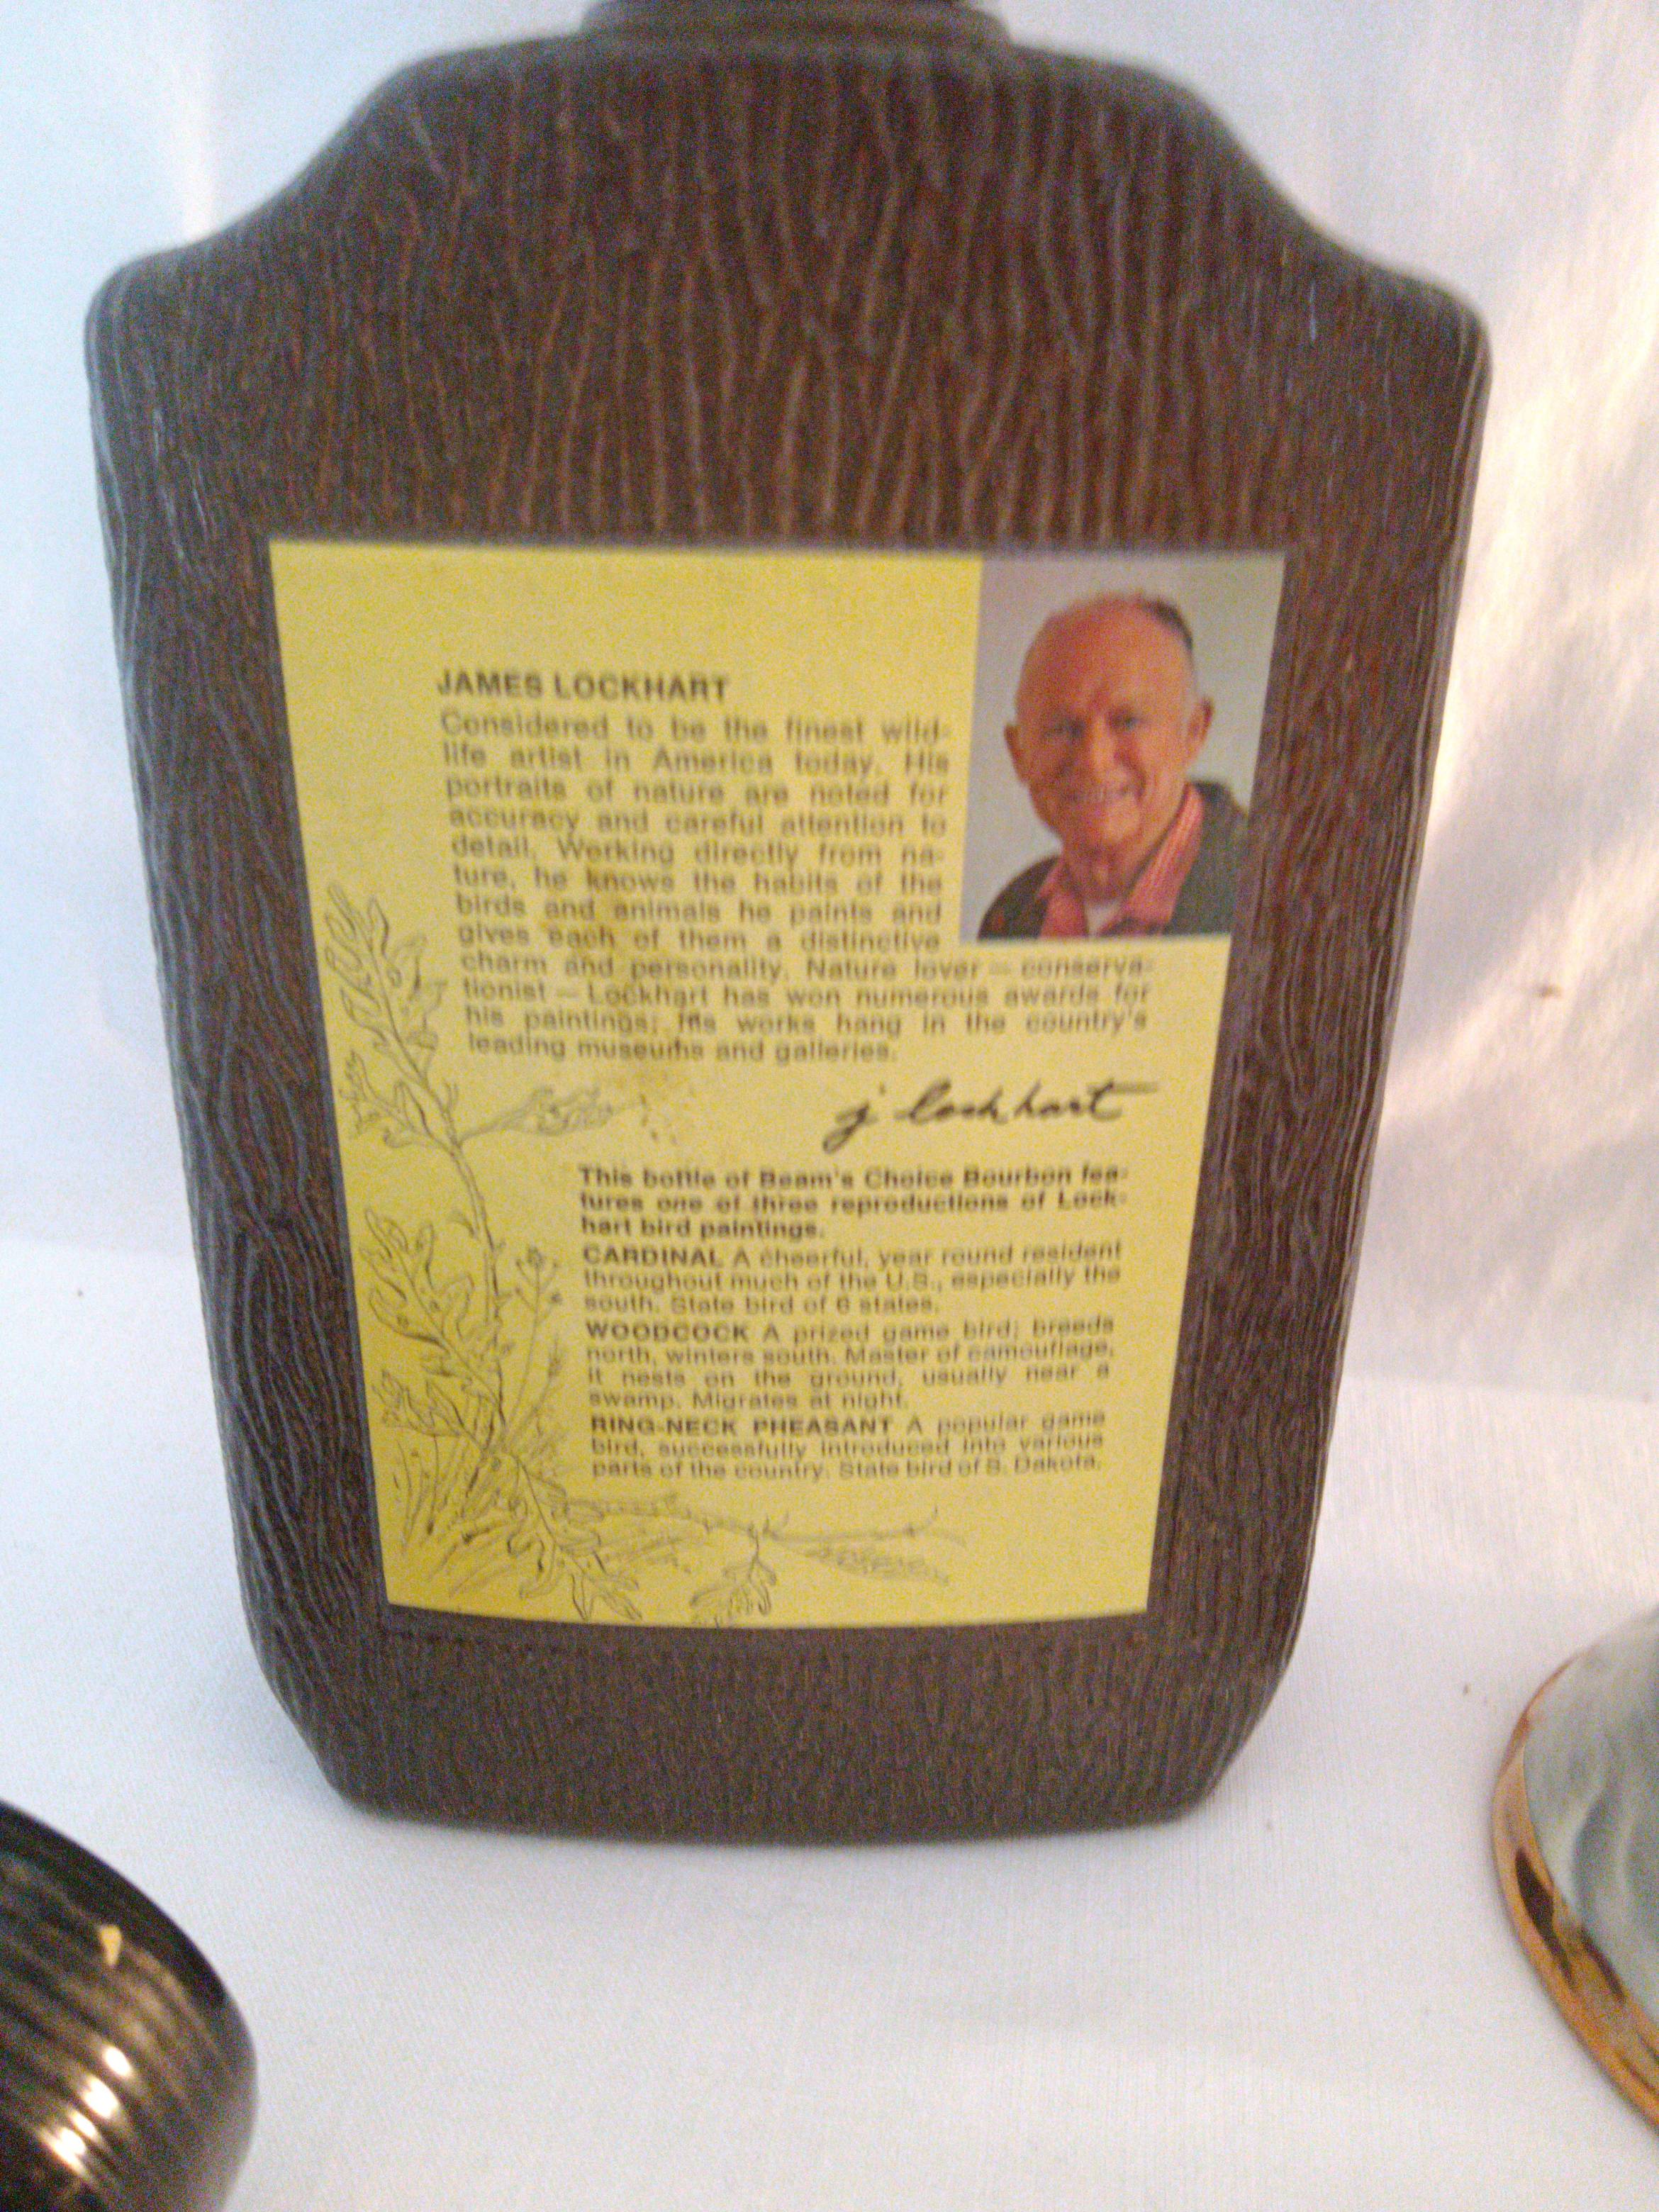 JAMES LOCKHART
Considered to be the finest wild-
life artist in America today. His
portraits of nature are noted for
accuracy and careful attention to
detail. Working directly from na-
ture, he knows the habits of the
birds and animals he paints and
gives each of them a distinctive
charm and personality. Nature lover — conserva-
tionist — Lockhart has won numerous awards for
his paintings; his works hang in the country's
leading museums and galleries.
j lockhart
This bottle of Beam's Choice Bourbon fea-
tures one of three reproductions of Lock-
hart bird paintings.
CARDINAL A cheerful, year round resident
throughout much of the U.S., especially the
south. State bird of 6 states.
WOODCOCK A prized game bird; breeds
north, winters south. Master of camouflage,
it nests on the ground, usually near a
swamp. Migrates at night.
RING-NECK PHEASANT A popular game
bird, successfully introduced into various
parts of the country. State bird of S. Dakota.